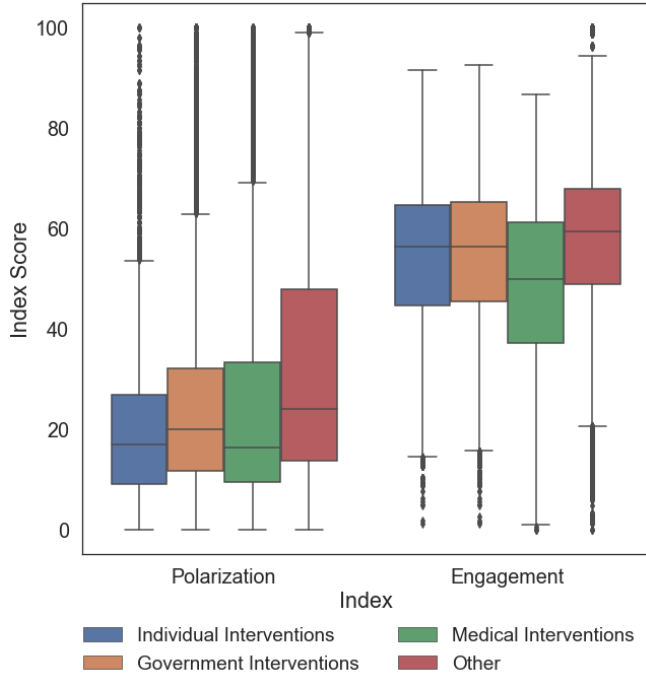 100
80
60
40
20
0
Index Score
Polarization Engagement
Index
Individual Interventions Medical Interventions
Government Interventions Other